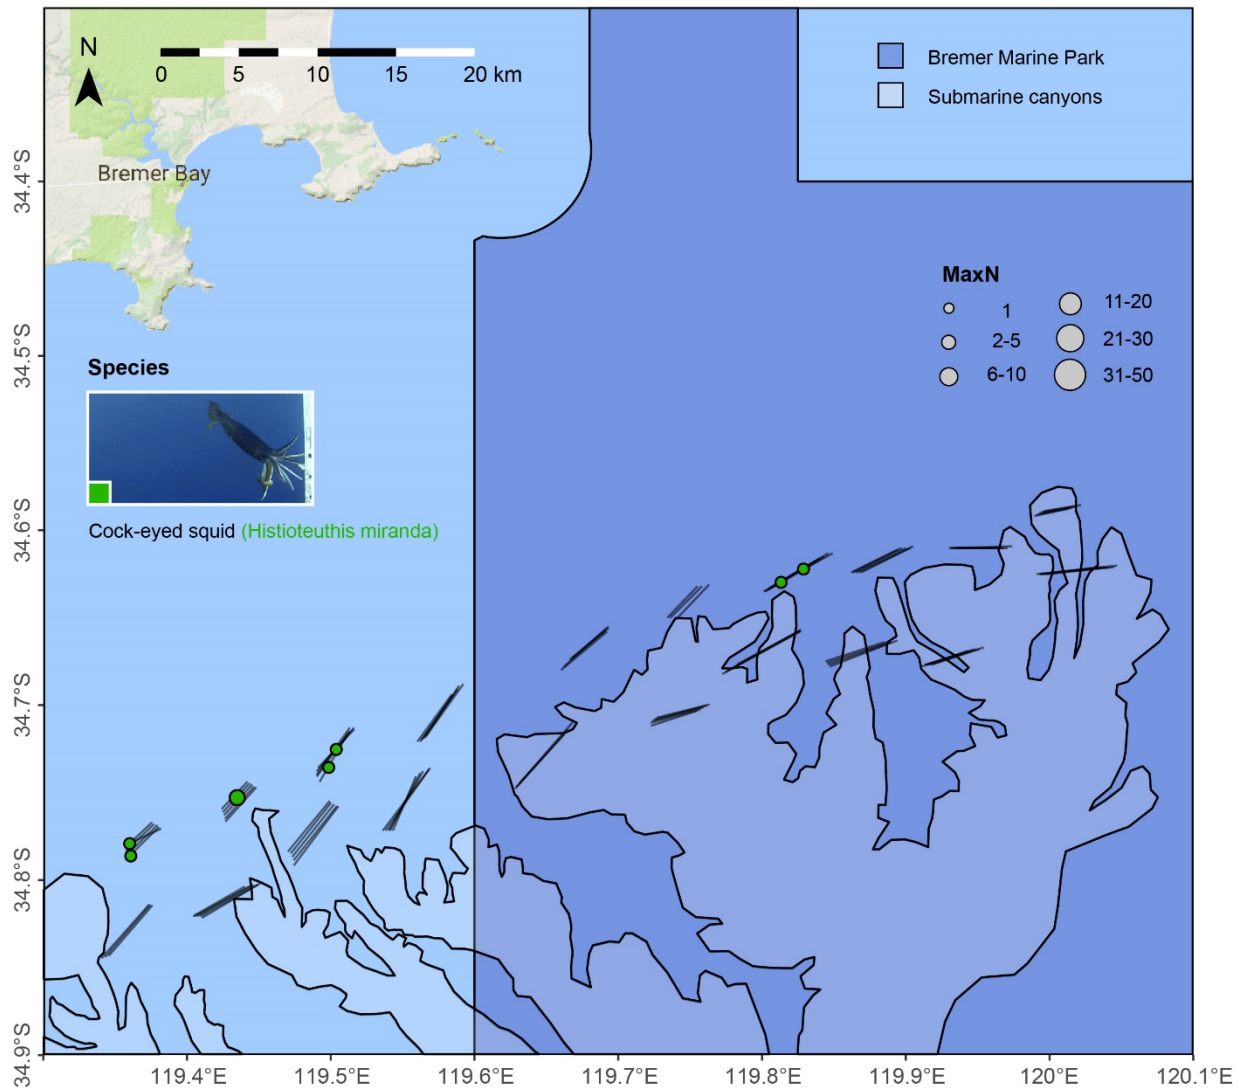 N
0 5 10 15 20 km
Bremer Marine Park
Submarine canyons
Bremer Bay
MaxN
1 11-20
2-5 21-30
6-10 31-50
Species
Cock-eyed squid (Histioteuthis miranda)
34.4°S
34.5°S
34.6°S
34.7°S
34.8°S
34.9°S
119.4°E 119.5°E 119.6°E 119.7°E 119.8°E 119.9°E 120.0°E 120.1°E